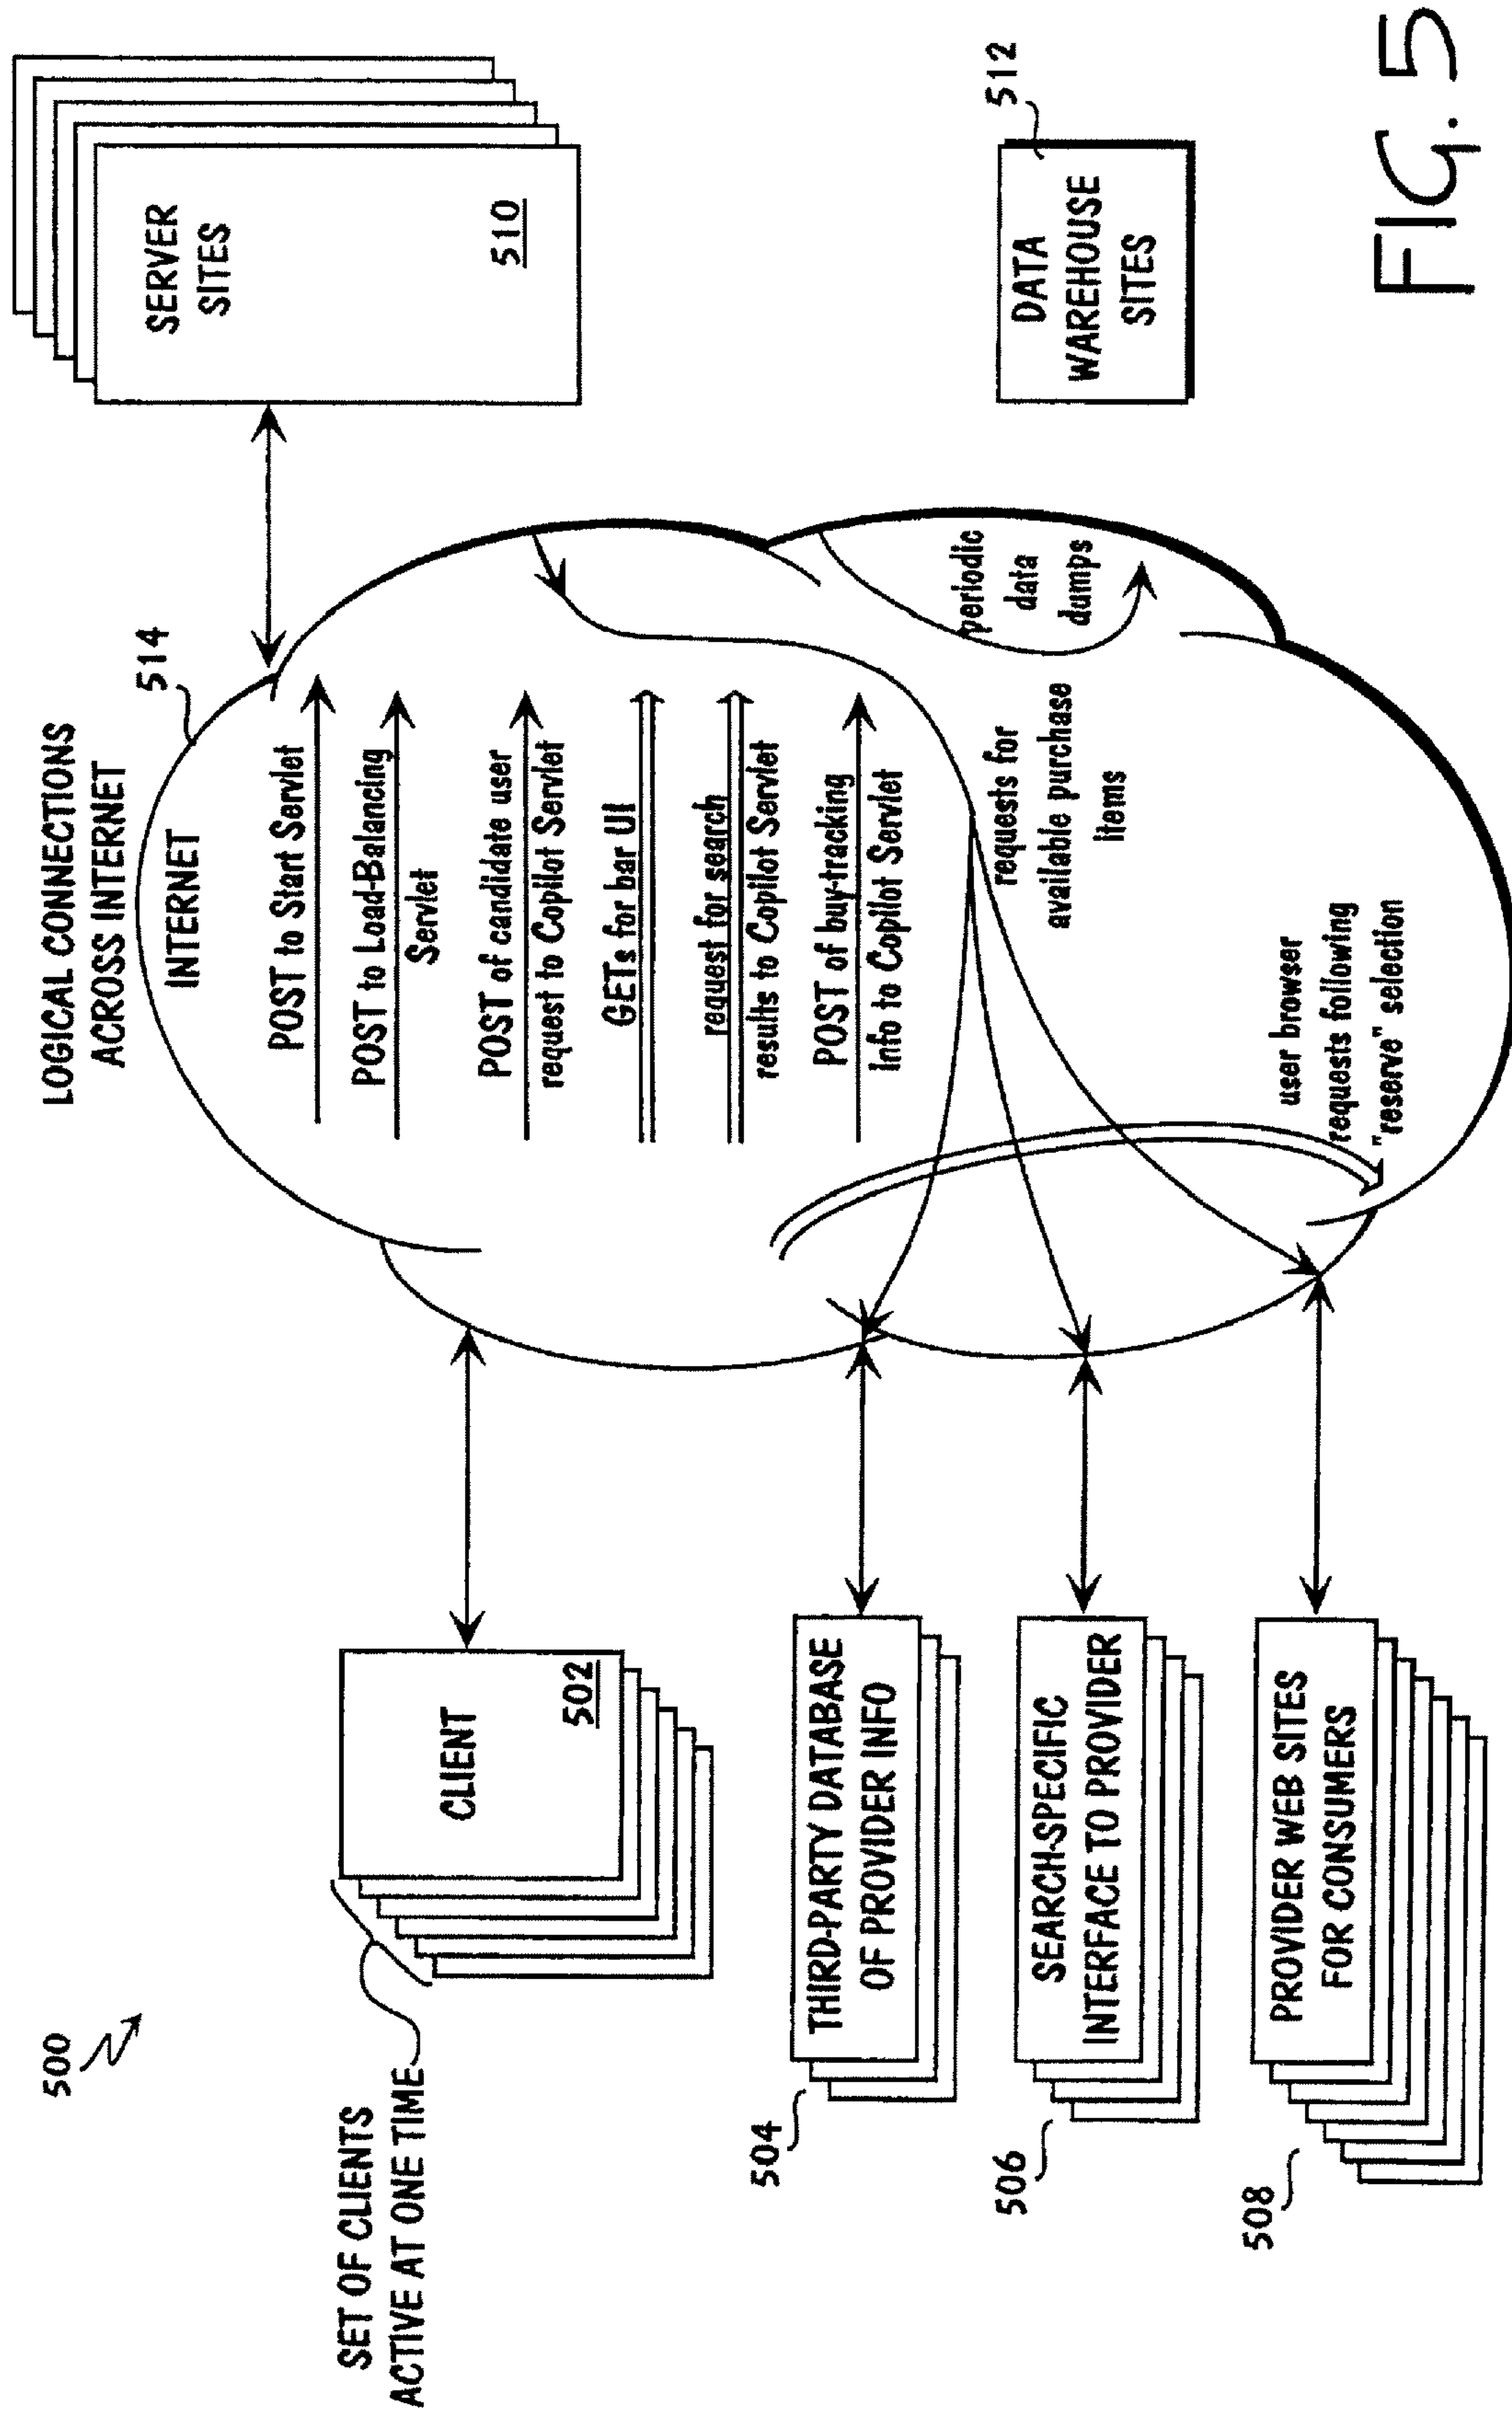 500
LOGICAL CONNECTIONS
ACROSS INTERNET
514
INTERNET
SET OF CLIENTS
ACTIVE AT ONE TIME
CLIENT
502
POST to Start Servlet
POST to Load-Balancing
Servlet
POST of candidate user
request to Copilot Servlet
GETs for bar UI
request for search
results to Copilot Servlet
POST of buy-tracking
Info to Copilot Servlet
SERVER
SITES
510
504
THIRD-PARTY DATABASE
OF PROVIDER INFO
506
SEARCH-SPECIFIC
INTERFACE TO PROVIDER
508
PROVIDER WEB SITES
FOR CONSUMERS
requests for
available purchase
items
periodic
data
dumps
user browser
requests following
"reserve" selection
512
DATA
WAREHOUSE
SITES
FIG. 5